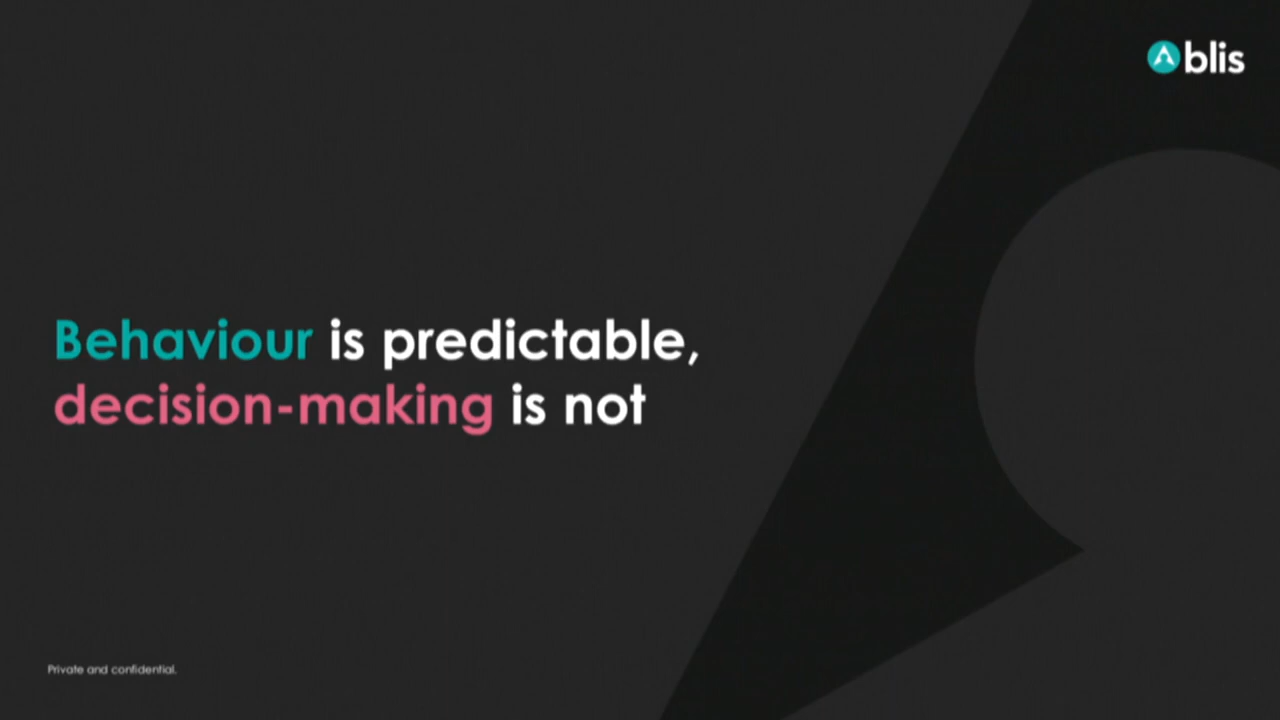 blis
Behaviour is predictable,
decision-making is not
Private and confidential.